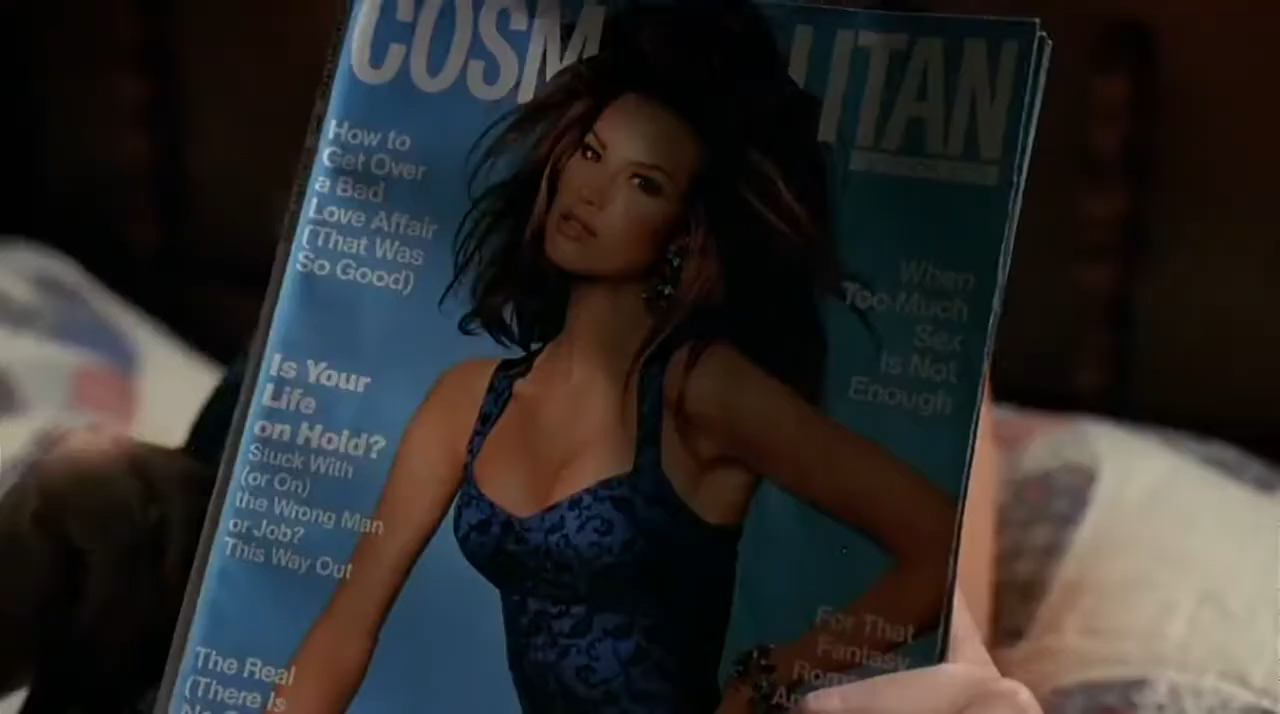 COSM LITAN
How to
Get Over
a Bad
Love Affair
(That Was
So Good)
Is Your
Life
on Hold?
Stuck With
(or On)
the Wrong Man
or Job?
This Way Out
The Real
(There Is
When
Too Much
Sex
Is Not
Enough
For That
Fantasy